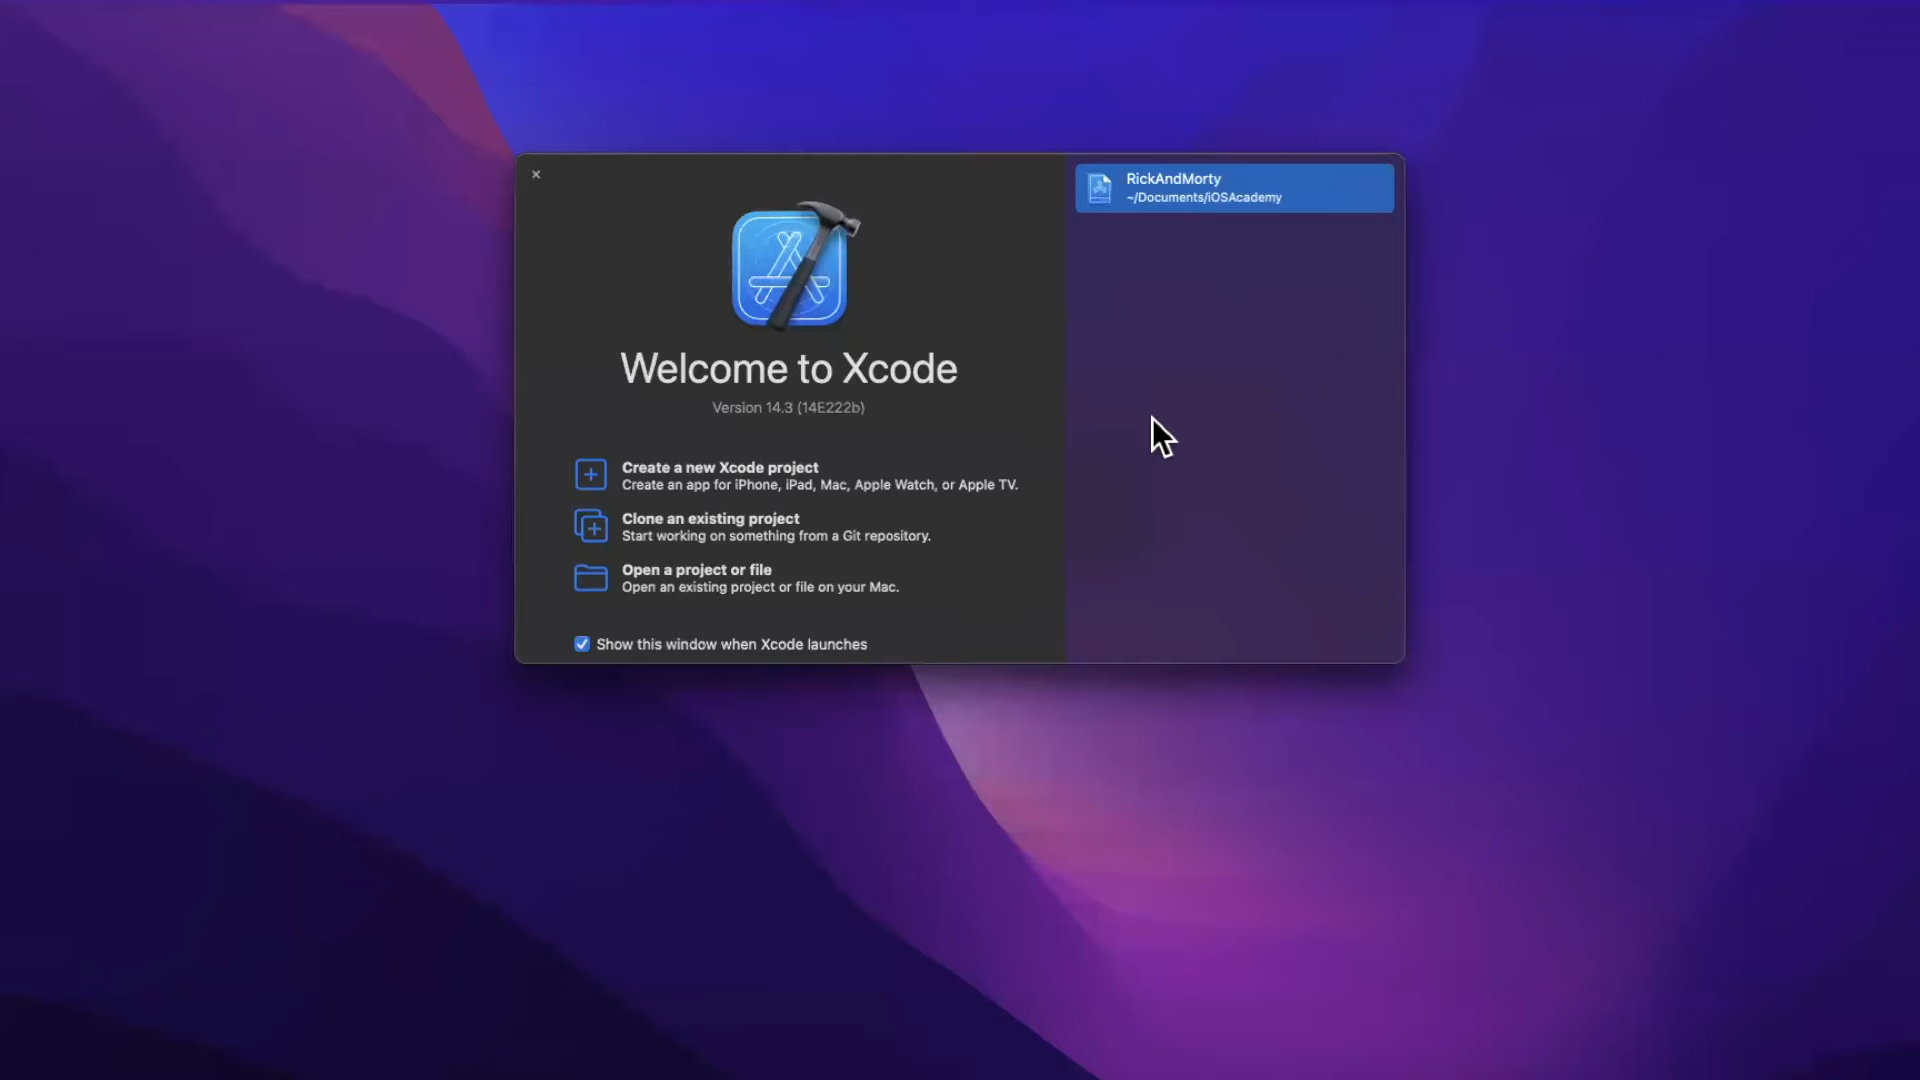 RickAndMorty
~/Documents/iOSAcademy
Welcome to Xcode
Version 14.3 (14E222b)
Create a new Xcode project
Create an app for iPhone, iPad, Mac, Apple Watch, or Apple TV.
Clone an existing project
Start working on something from a Git repository.
Open a project or file
Open an existing project or file on your Mac.
Show this window when Xcode launches